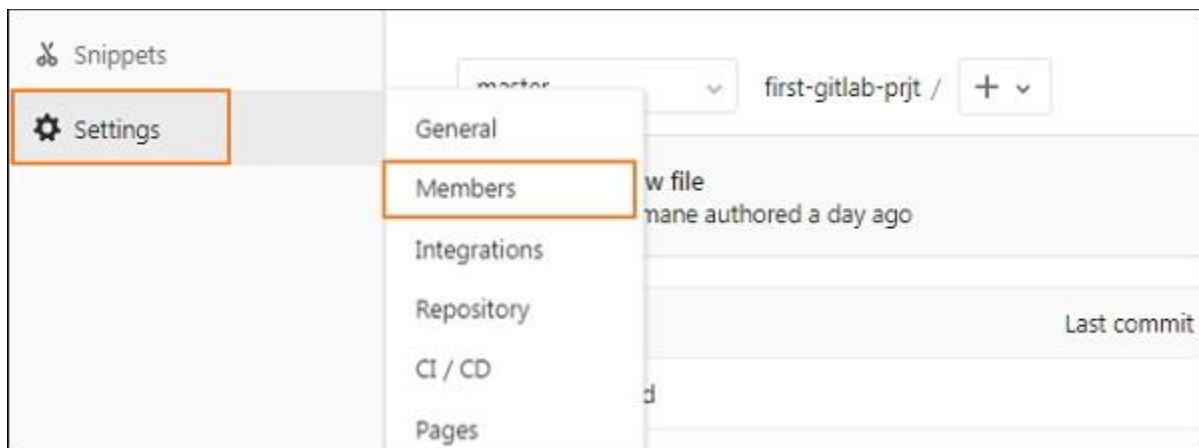 Snippets
Settings
master
first-gitlab-prjt /
General
Members
Integrations
Repository
CI / CD
Pages
w file
mane authored a day ago
Last commit
d